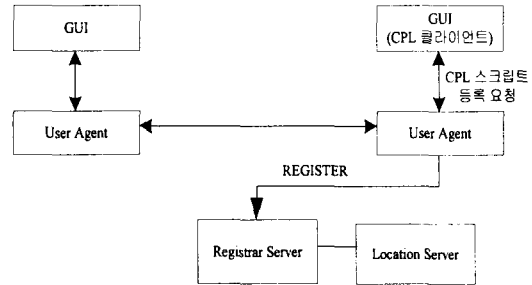 GUI
GUI
(CPL 클라이언트)
CPL 스크립트
등록 요청
User Agent
User Agent
REGISTER
Registrar Server
Location Server